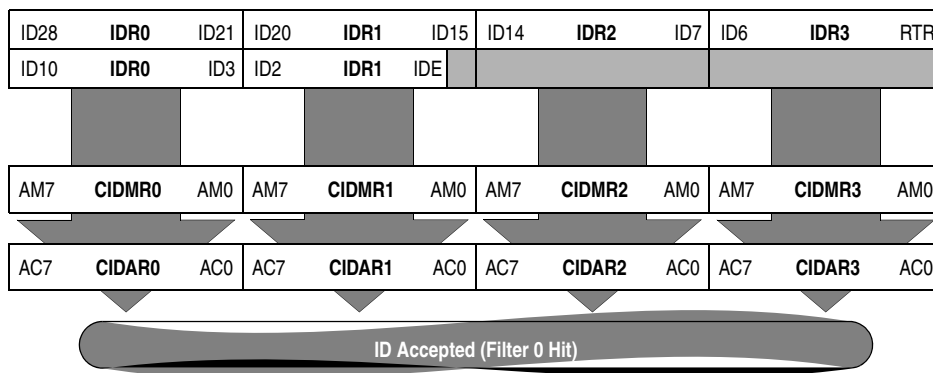 ID28 IDR0 ID21 ID20 IDR1 ID15 ID14 IDR2 ID7 ID6 IDR3 RTR
ID10 IDR0 ID3 ID2 IDR1 IDE
AM7 CIDMR0 AM0 AM7 CIDMR1 AM0 AM7 CIDMR2 AM0 AM7 CIDMR3 AM0
AC7 CIDAR0 AC0 AC7 CIDAR1 AC0 AC7 CIDAR2 AC0 AC7 CIDAR3 AC0
ID Accepted (Filter 0 Hit)